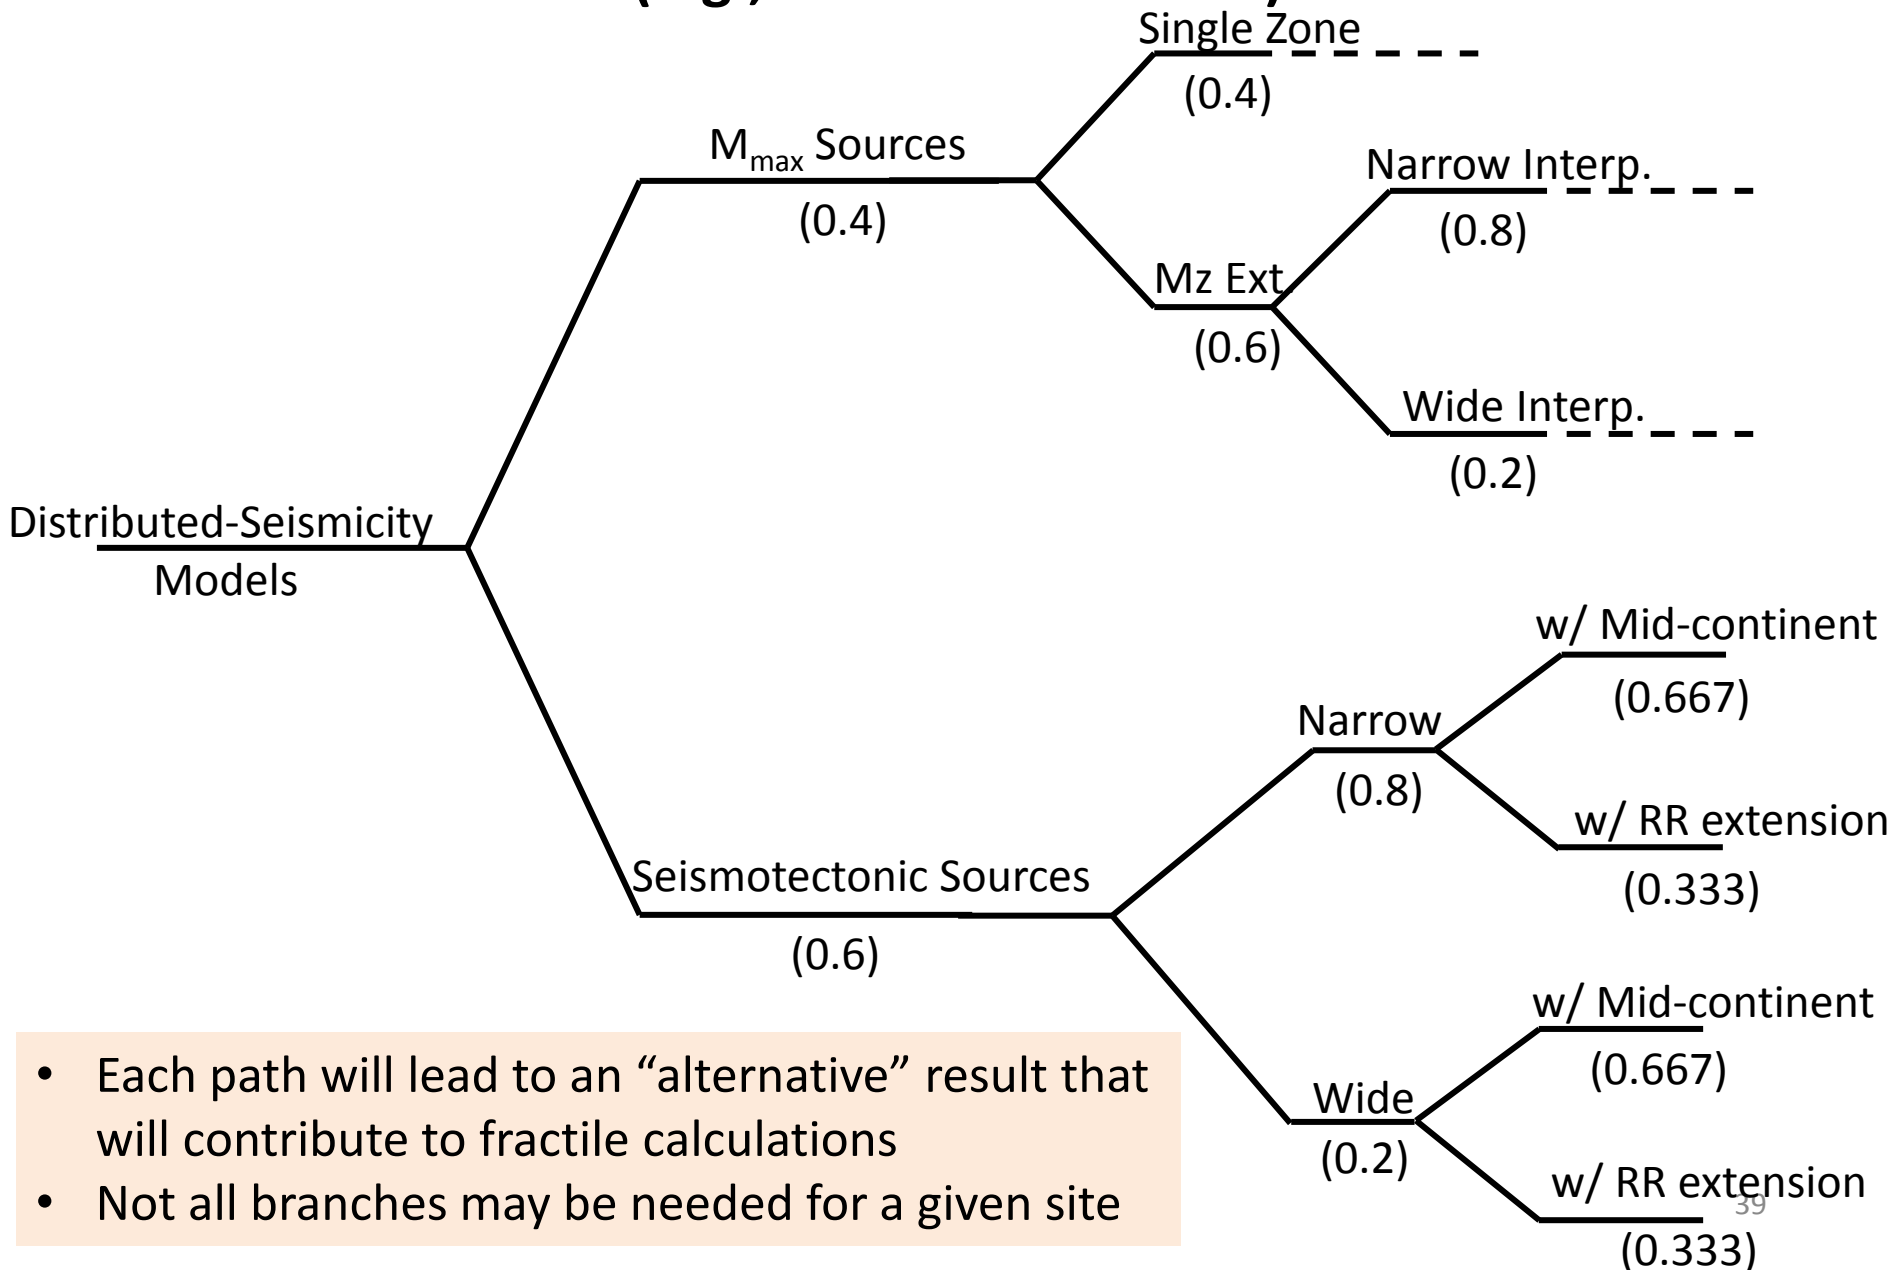 Single Zone
(0.4)
Mmax Sources
(0.4)
Narrow Interp.
(0.8)
Mz Ext.
(0.6)
Wide Interp.
(0.2)
Distributed-Seismicity
Models
w/ Mid-continent
(0.667)
Narrow
(0.8)
w/ RR extension
(0.333)
Seismotectonic Sources
(0.6)
w/ Mid-continent
(0.667)
Wide
(0.2)
w/ RR extension
(0.333)
• Each path will lead to an “alternative” result that
will contribute to fractile calculations
• Not all branches may be needed for a given site
39